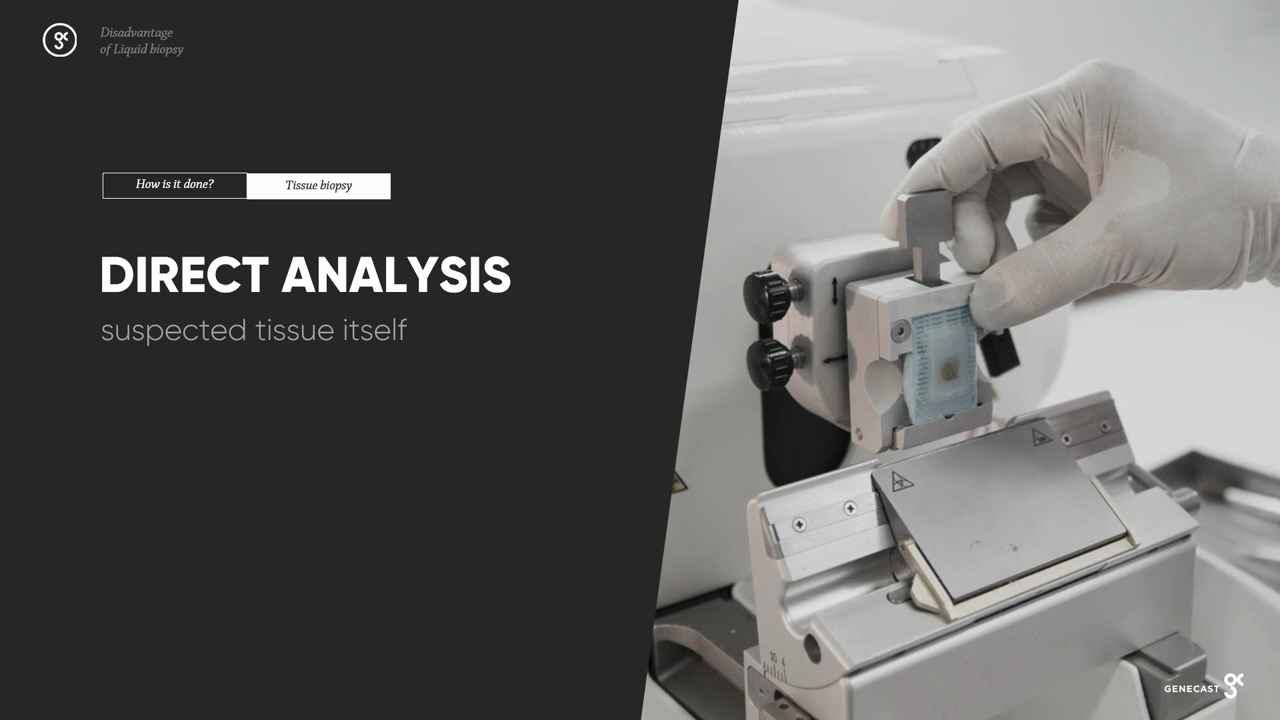 Disadvantage
of Liquid biopsy
How is it done?
Tissue biopsy
DIRECT ANALYSIS
suspected tissue itself
GENECAST